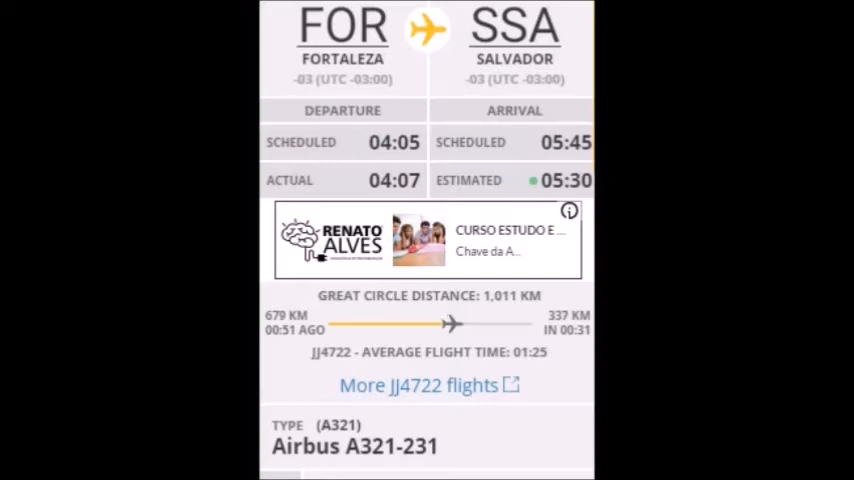 FOR SSA
FORTALEZA SALVADOR
-03 (UTC -03:00) -03 (UTC -03:00)
DEPARTURE ARRIVAL
SCHEDULED 04:05 SCHEDULED 05:45
ACTUAL 04:07 ESTIMATED 05:30
RENATO
ALVES
CURSO ESTUDO E ...
Chave da A...
GREAT CIRCLE DISTANCE: 1,011 KM
679 KM 337 KM
00:51 AGO IN 00:31
JJ4722 - AVERAGE FLIGHT TIME: 01:25
More JJ4722 flights
TYPE (A321)
Airbus A321-231